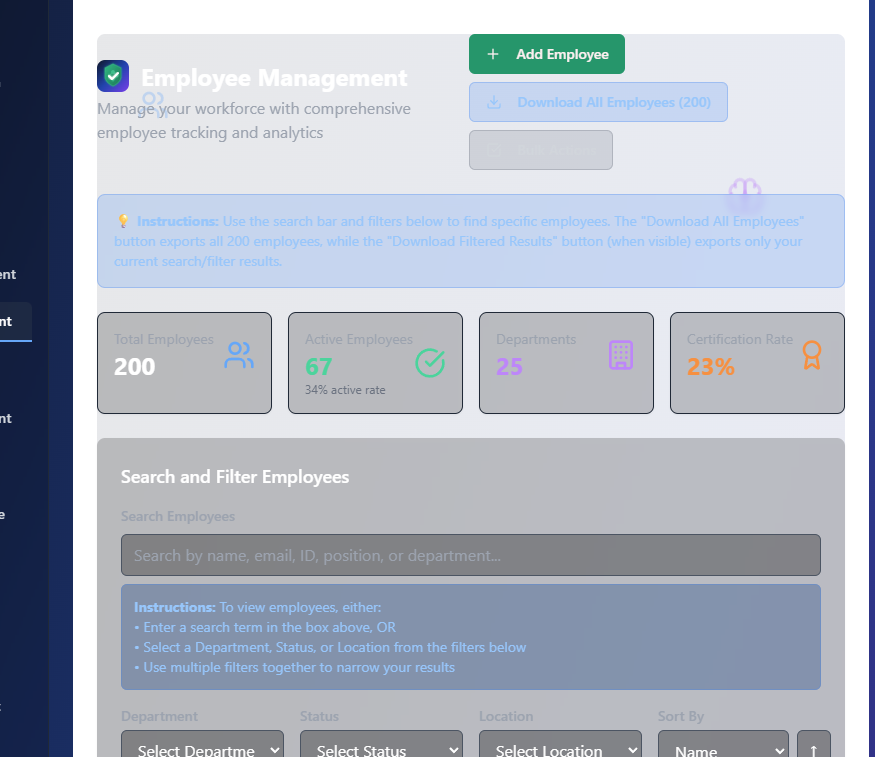 ent
nt
nt
e
Employee Management
Manage your workforce with comprehensive
employee tracking and analytics
+ Add Employee
Download All Employees (200)
💡 Instructions: Use the search bar and filters below to find specific employees. The "Download All Employees"
button exports all 200 employees, while the "Download Filtered Results" button (when visible) exports only your
current search/filter results.
Total Employees
200
Active Employees
67
34% active rate
Departments
25
Certification Rate
23%
Search and Filter Employees
Search Employees
Search by name, email, ID, position, or department...
Instructions: To view employees, either:
• Enter a search term in the box above, OR
• Select a Department, Status, or Location from the filters below
• Use multiple filters together to narrow your results
Department
Status
Location
Sort By
Select Departme
Select Status
Select Location
Name
↑